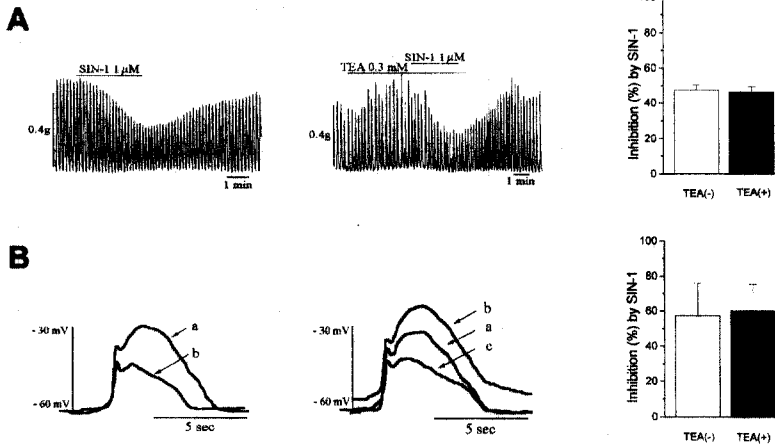 A
SIN-1 1 μM
0.4g
1 min
SIN-1 1μM
TEA 0.3 mM
0.4g
1 min
Inhibition (%) by SIN-1
80
60
40
20
0
TEA(-) TEA(+)
B
- 30 mV
- 60 mV
a
b
5 sec
- 30 mV
- 60 mV
b
a
c
5 sec
Inhibition (%) by SIN-1
100
80
60
40
20
0
TEA(-) TEA(+)